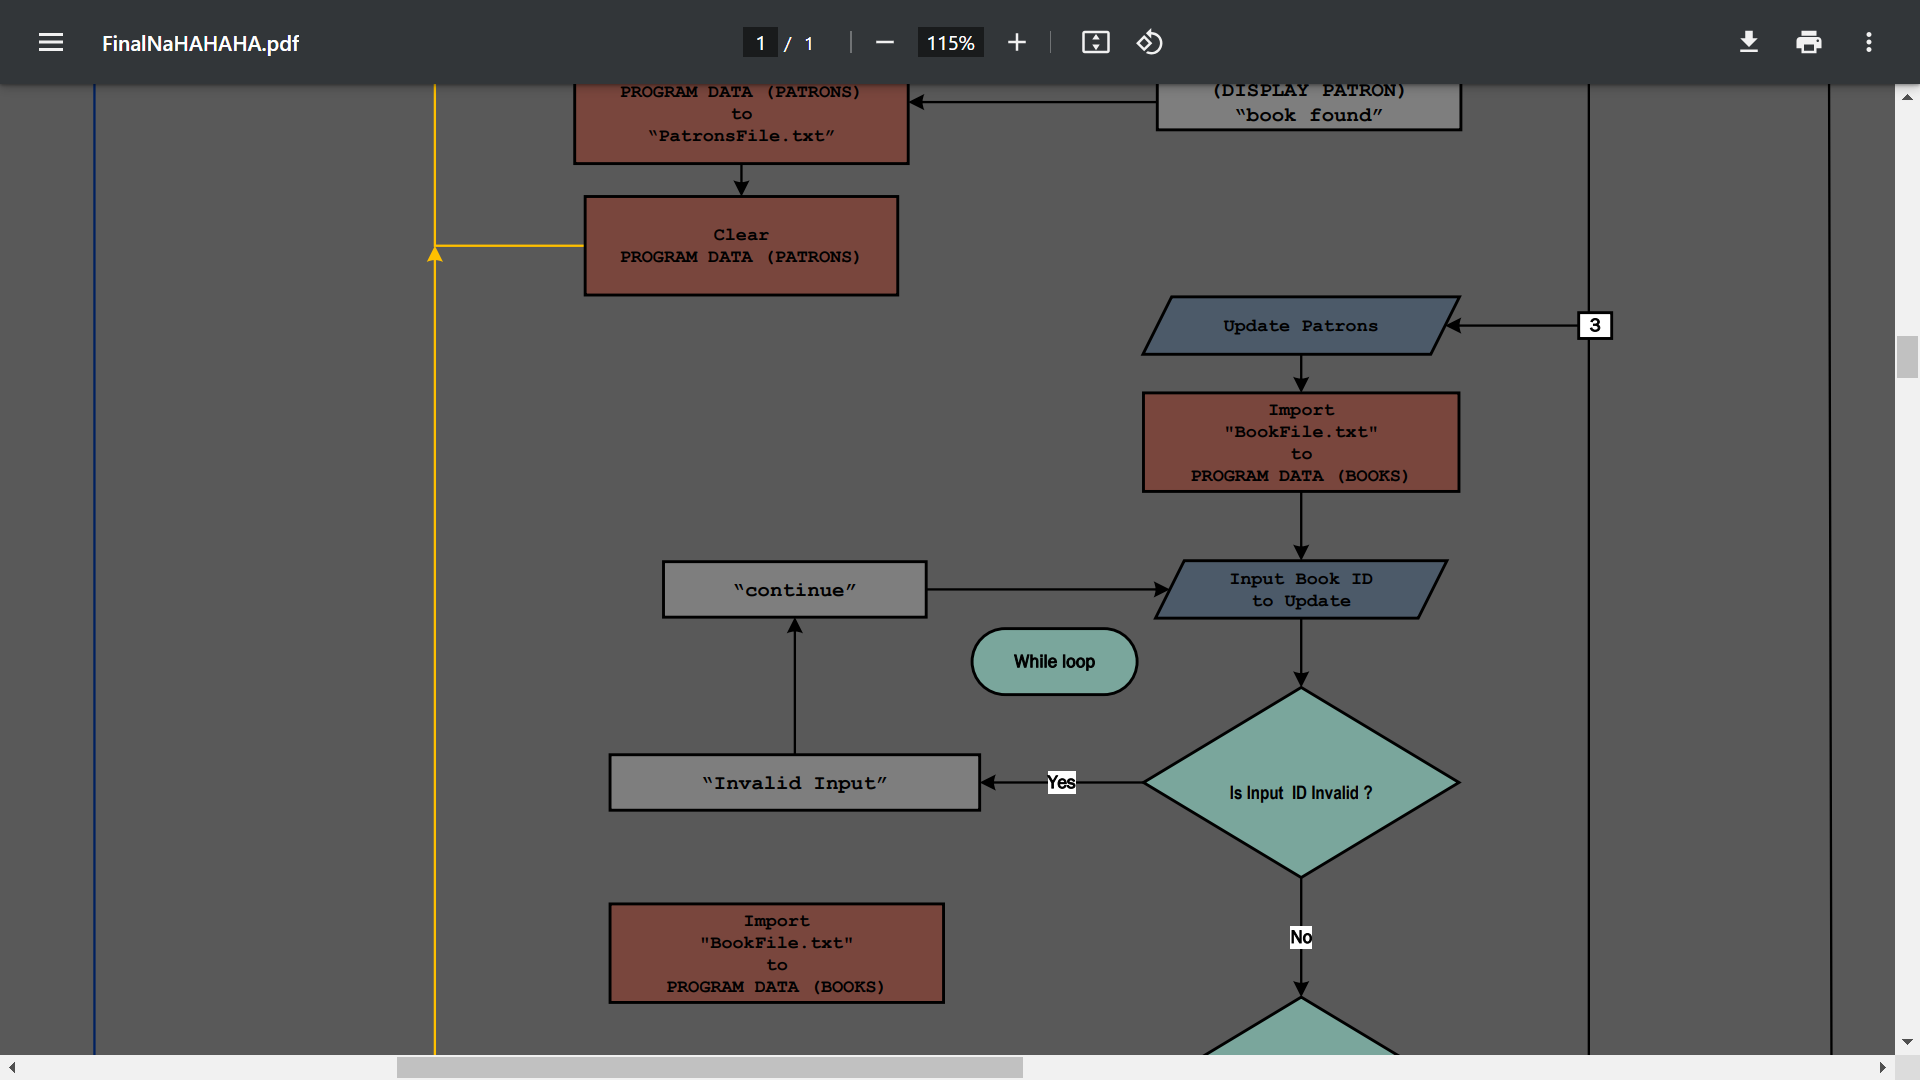 FinalNaHAHAHA.pdf
1 / 1
115%
PROGRAM DATA (PATRONS)
to
“PatronsFile.txt”
(DISPLAY PATRON)
“book found”
Clear
PROGRAM DATA (PATRONS)
Update Patrons
3
Import
"BookFile.txt"
to
PROGRAM DATA (BOOKS)
“continue”
Input Book ID
to Update
While loop
“Invalid Input”
Yes
Is Input ID Invalid ?
No
Import
"BookFile.txt"
to
PROGRAM DATA (BOOKS)